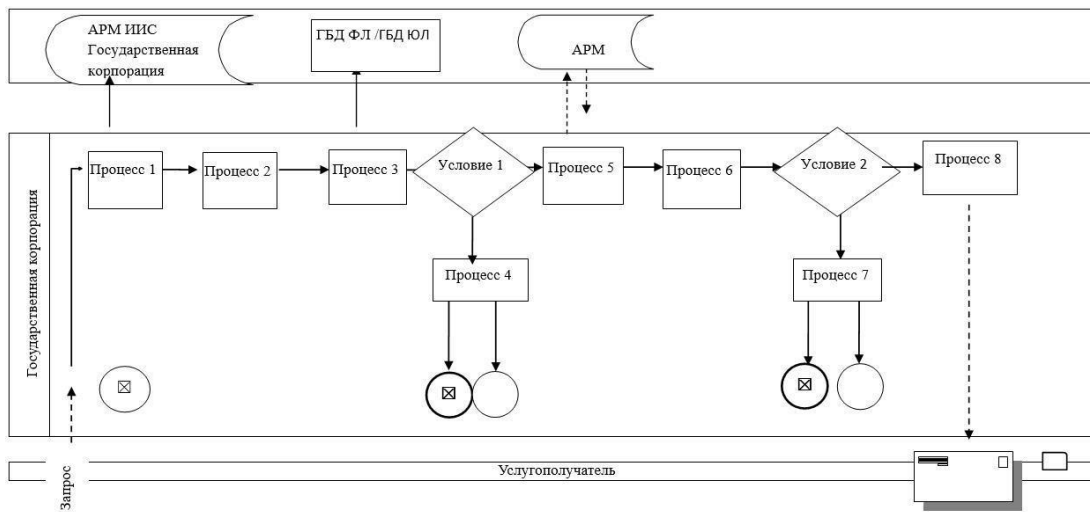 АРМ ИИС
Государственная
корпорация
ГБД ФЛ /ГБД ЮЛ
АРМ
Государственная корпорация
Процесс 1
Процесс 2
Процесс 3
Условие 1
Процесс 5
Процесс 6
Условие 2
Процесс 8
Процесс 4
Процесс 7
Запрос
Услугополучатель